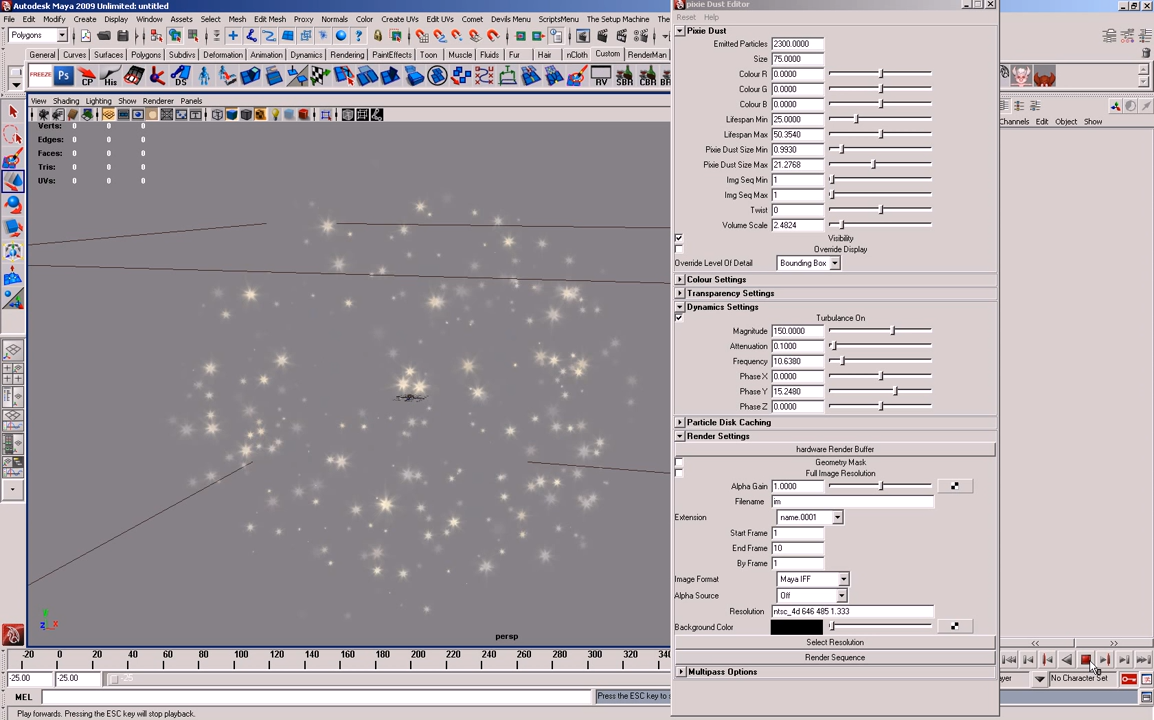 Autodesk Maya 2009 Unlimited: untitled
pixie Dust Editor
File Edit Modify Create Display Window Assets Select Mesh Edit Mesh Proxy Normals Color Create UVs Edit UVs Comet Devils Menu ScriptsMenu The Setup Machine
Reset Help
Polygons
General Curves Surfaces Polygons Subdivs Deformation Animation Dynamics Rendering PaintEffects Toon Muscle Fluids Fur Hair nCloth Custom RenderMan
FREEZE Ps CP His DS RV SBR CBR
View Shading Lighting Show Renderer Panels
Verts: 0 0 0
Edges: 0 0 0
Faces: 0 0 0
Tris: 0 0 0
UVs: 0 0 0
persp
Pixie Dust
Emitted Particles 2300.0000
Size 75.0000
Colour R 0.0000
Colour G 0.0000
Colour B 0.0000
Lifespan Min 25.0000
Lifespan Max 50.3540
Pixie Dust Size Min 0.9930
Pixie Dust Size Max 21.2768
Img Seq Min 1
Img Seq Max 1
Twist 0
Volume Scale 2.4824
Visibility
Override Display
Override Level Of Detail Bounding Box
Colour Settings
Transparency Settings
Dynamics Settings
Turbulance On
Magnitude 150.0000
Attenuation 0.1000
Frequency 10.6380
Phase X 0.0000
Phase Y 15.2480
Phase Z 0.0000
Particle Disk Caching
Render Settings
hardware Render Buffer
Geometry Mask
Full Image Resolution
Alpha Gain 1.0000
Filename im
Extension name.0001
Start Frame 1
End Frame 10
By Frame 1
Image Format Maya IFF
Alpha Source Off
Resolution ntsc_4d 646 485 1.333
Background Color
Select Resolution
Render Sequence
Multipass Options
Channels Edit Object Show
-20 0 20 40 60 80 100 120 140 160 180 200 220 240 260 280 300
-25.00 -25.00 -25
No Character Set
MEL
Press the ESC key to s
Play forwards. Pressing the ESC key will stop playback.